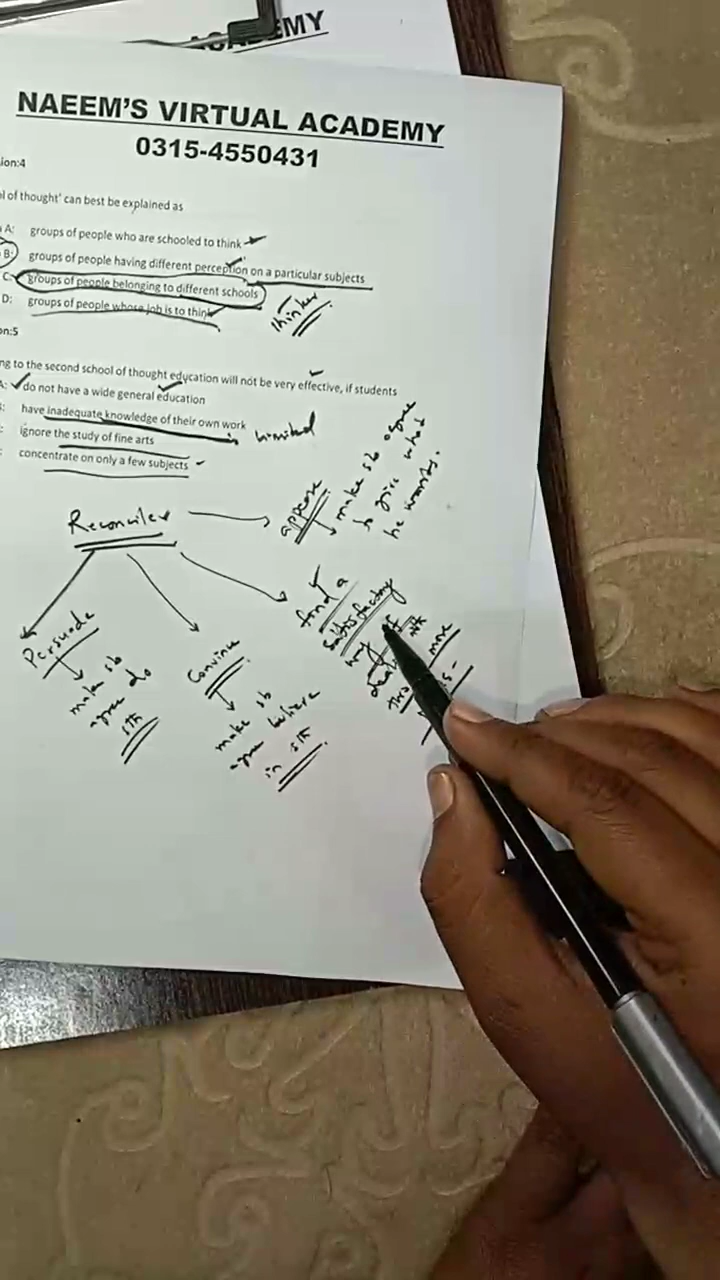 ACADEMY
NAEEM'S VIRTUAL ACADEMY
0315-4550431
ion:4
l of thought' can best be explained as
A: groups of people who are schooled to think
B: groups of people having different perception on a particular subjects
C: groups of people belonging to different schools
D: groups of people whose job is to think
thinker
on:5
ng to the second school of thought education will not be very effective, if students
A: do not have a wide general education
have inadequate knowledge of their own work
limited
ignore the study of fine arts
concentrate on only a few subjects
Reconciler
appease
make sb agree
to give what
he wants.
find a
satisfactory
way of
two more
Persuade
make sb
agree do
sth
Convince
make sb
agree believe
in sth